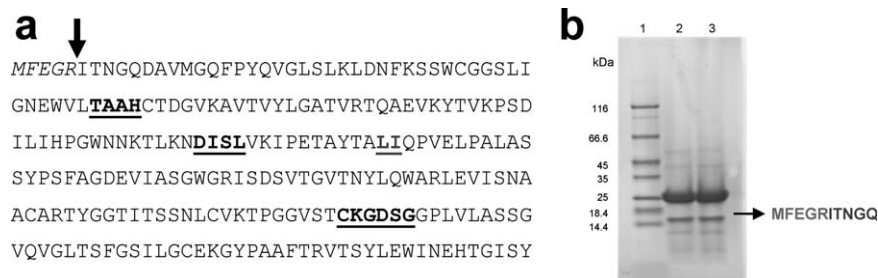 a
MFEGRITNGQDAVMGQFPYQVGLSLKLDNFKSSWCGGSLI
GNEWVLTAAHCTDGVKAVTVYLGATVRTQAEVKYTVKPSD
ILIHPGWNNKTLKNDISLVKIPETAYTALIQPVELPALAS
SYPSFAGDEVIASGWGRISDSVTGVTNYLQWARLEVISNA
ACARTYGGTITSSNLCVKTPGGVSTCKGDSGGPLVLASSG
VQVGLTSFGSILGCEKGYPAAFTRVTSYLEWINEHTGISY
b
1 2 3
kDa
116
66.6
45
35
25
18.4
14.4
MFEGRITNGQ